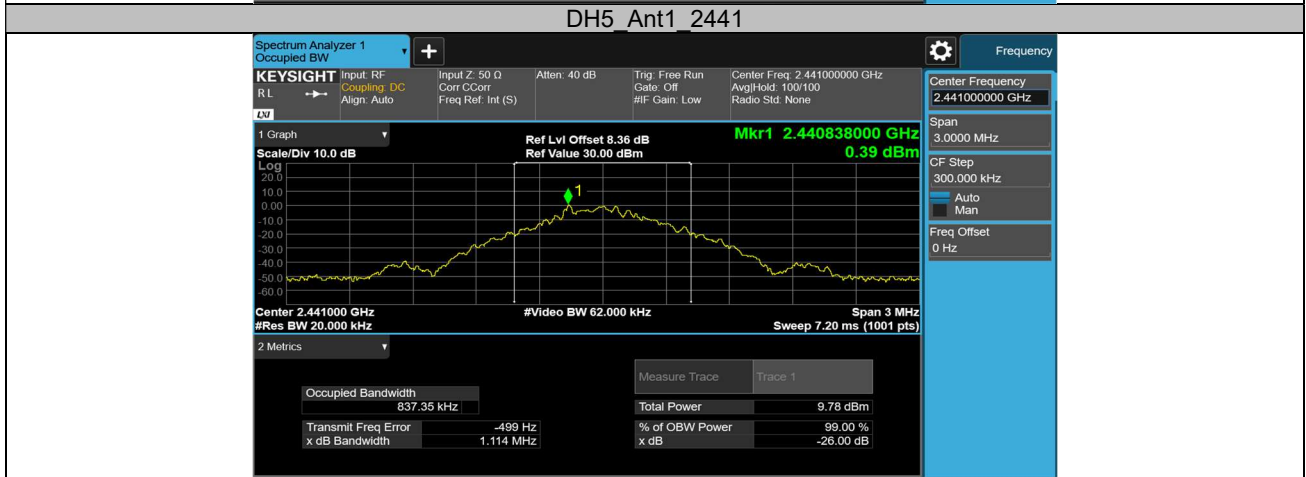 DH5_Ant1_2441
Spectrum Analyzer 1
Occupied BW
Frequency
KEYSIGHT
R L
LXI
Input: RF
Coupling: DC
Align: Auto
Input Z: 50 Ω
Corr CCorr
Freq Ref: Int (S)
Atten: 40 dB
Trig: Free Run
Gate: Off
#IF Gain: Low
Center Freq: 2.441000000 GHz
Avg|Hold: 100/100
Radio Std: None
Center Frequency
2.441000000 GHz
Span
3.0000 MHz
CF Step
300.000 kHz
Auto
Man
Freq Offset
0 Hz
1 Graph
Scale/Div 10.0 dB
Ref Lvl Offset 8.36 dB
Ref Value 30.00 dBm
Mkr1 2.440838000 GHz
0.39 dBm
Log
20.0
10.0
0.00
-10.0
-20.0
-30.0
-40.0
-50.0
-60.0
1
Center 2.441000 GHz
#Res BW 20.000 kHz
#Video BW 62.000 kHz
Span 3 MHz
Sweep 7.20 ms (1001 pts)
2 Metrics
Measure Trace Trace 1
Occupied Bandwidth
837.35 kHz
Total Power 9.78 dBm
Transmit Freq Error -499 Hz
% of OBW Power 99.00 %
x dB Bandwidth 1.114 MHz
x dB -26.00 dB